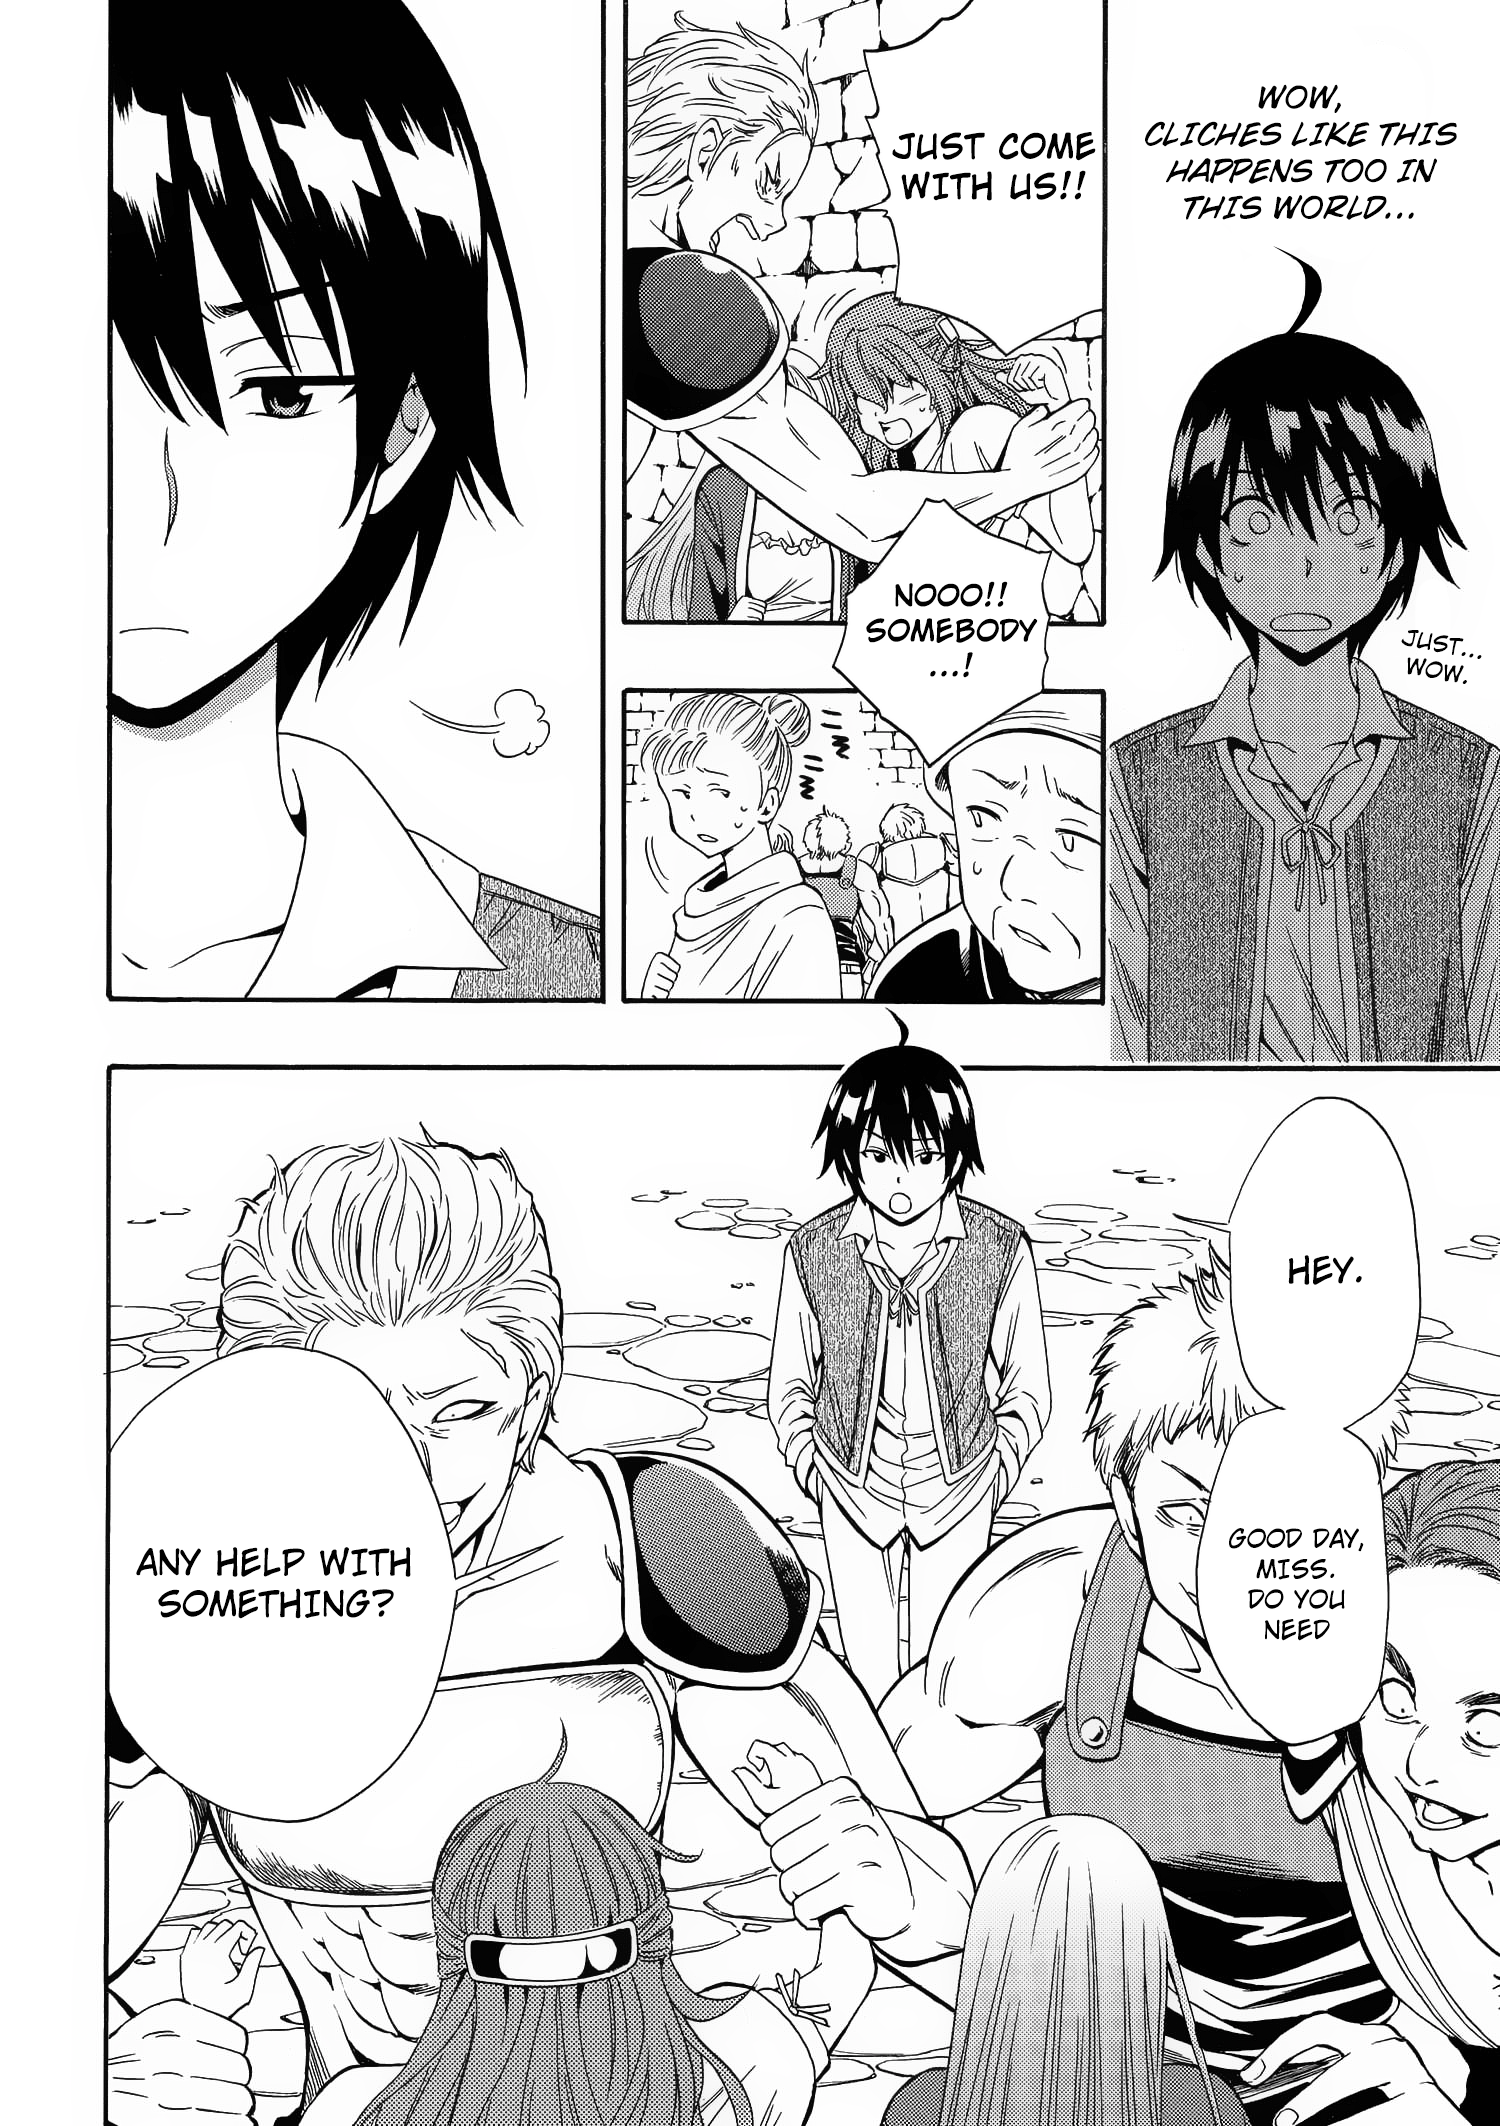 WOW,
CLICHES LIKE THIS
HAPPENS TOO IN
THIS WORLD...
JUST...
WOW.
JUST COME
WITH US!!
NOOO!!
SOMEBODY
...!
HEY.
GOOD DAY,
MISS.
DO YOU
NEED
ANY HELP WITH
SOMETHING?